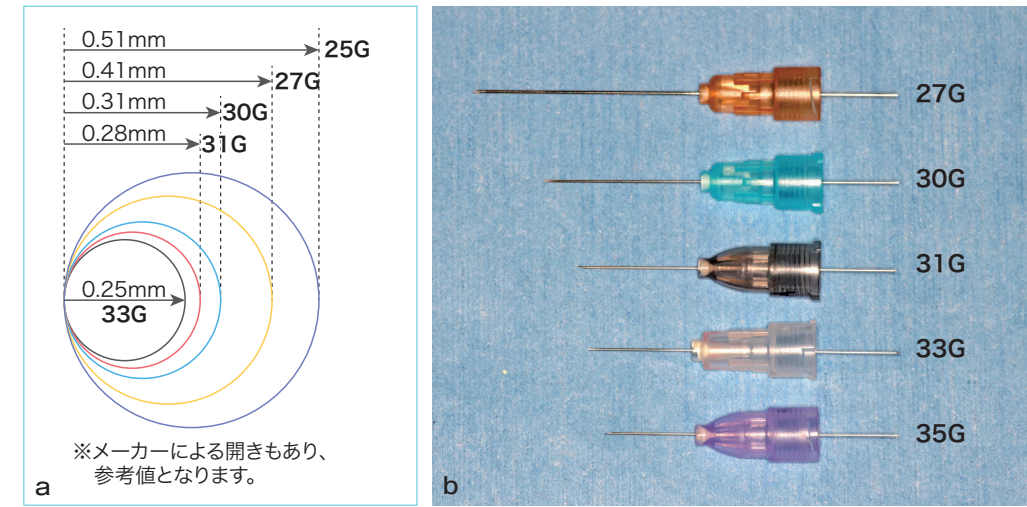 0.51mm
25G
0.41mm
27G
0.31mm
30G
0.28mm
31G
0.25mm
33G
※メーカーによる開きもあり、
参考値となります。
a
27G
30G
31G
33G
35G
b